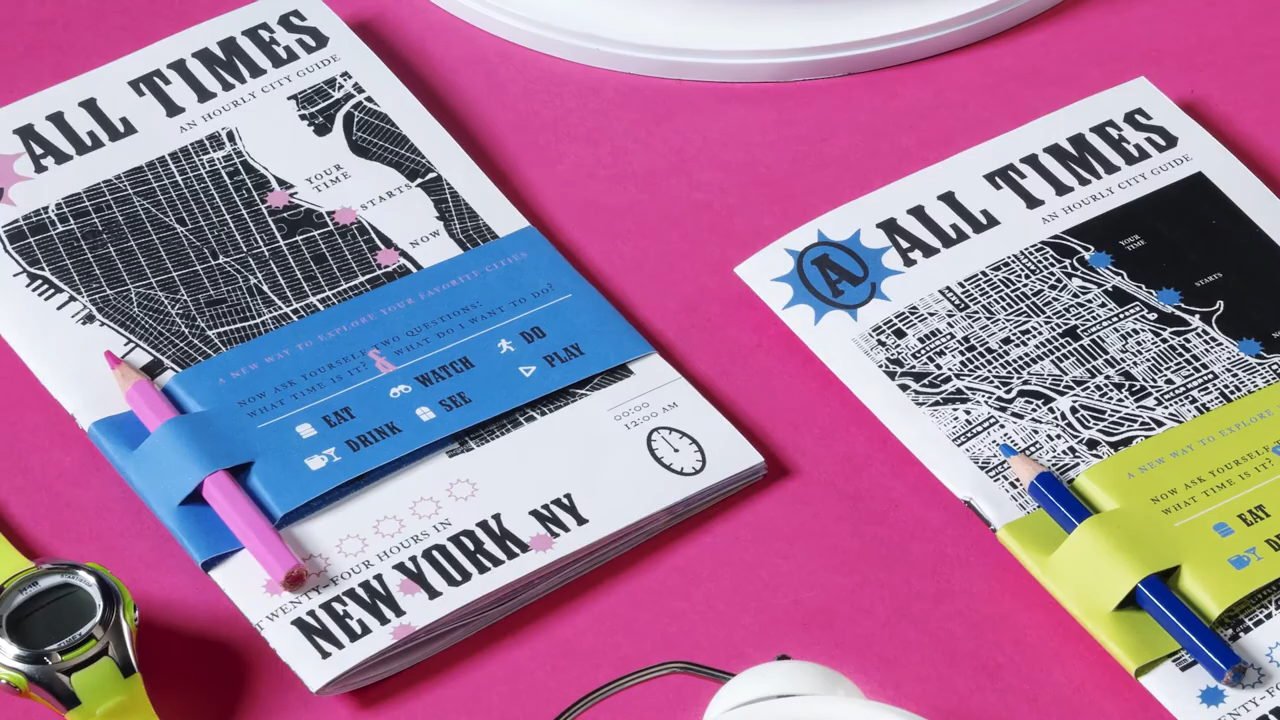 ALL TIMES
AN HOURLY CITY GUIDE
YOUR
TIME
STARTS
NOW
A NEW WAY TO EXPLORE YOUR FAVORITE CITIES
NOW ASK YOURSELF TWO QUESTIONS:
WHAT TIME IS IT? & WHAT DO I WANT TO DO?
EAT WATCH DO
DRINK SEE PLAY
00:00
12:00 AM
TWENTY-FOUR HOURS IN
NEW YORK, NY
TIMEX
@ ALL TIMES
AN HOURLY CITY GUIDE
YOUR
TIME
STARTS
A NEW WAY TO EXPLORE
NOW ASK YOURSELF
WHAT TIME IS IT?
EAT